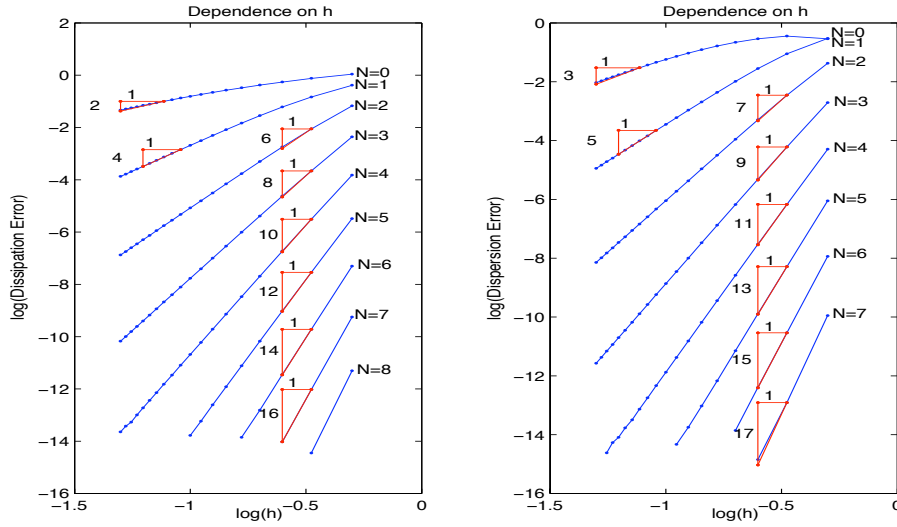 Dependence on h
2
0
−2
−4
−6
−8
−10
−12
−14
−16
log(Dissipation Error)
−1.5
−1
−0.5
0
log(h)
N=0
N=1
N=2
N=3
N=4
N=5
N=6
N=7
N=8
1
2
1
4
1
6
1
8
1
10
1
12
1
14
1
16
Dependence on h
0
−2
−4
−6
−8
−10
−12
−14
−16
log(Dispersion Error)
−1.5
−1
−0.5
0
log(h)
N=0
N=1
N=2
N=3
N=4
N=5
N=6
N=7
1
3
1
5
1
7
1
9
1
11
1
13
1
15
1
17